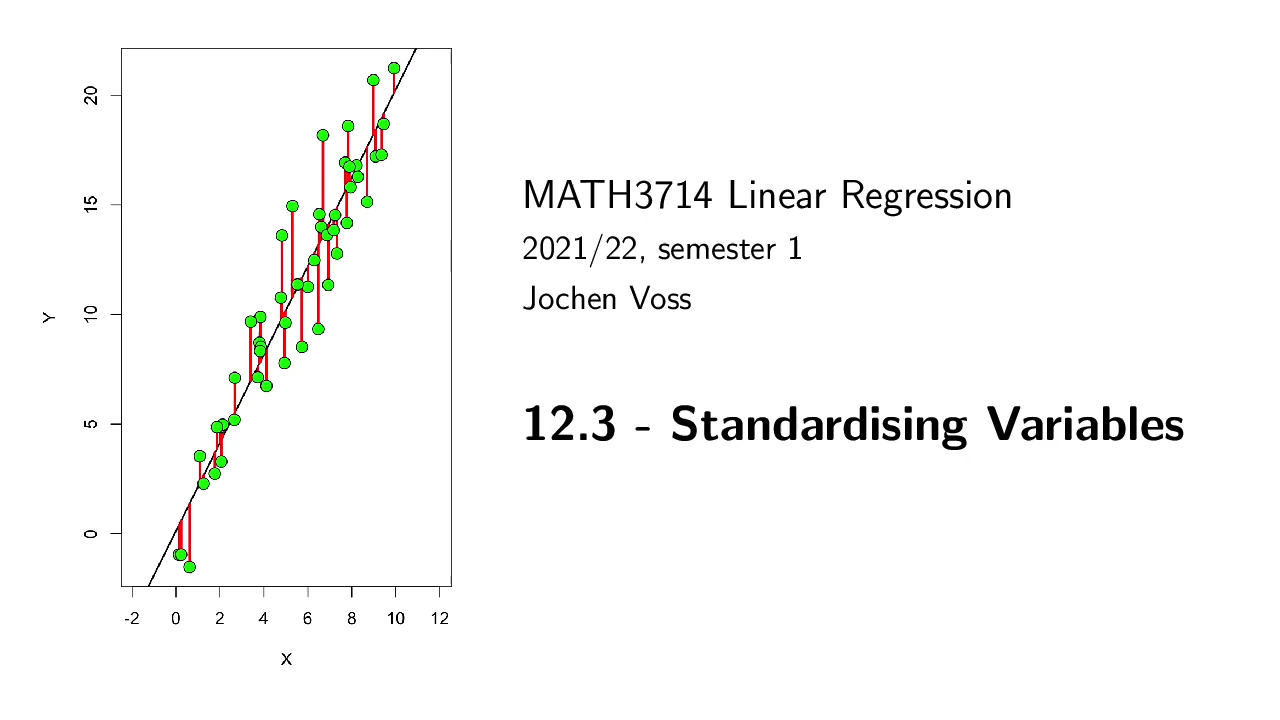 20
15
10
5
0
Y
-2 0 2 4 6 8 10 12
X
MATH3714 Linear Regression
2021/22, semester 1
Jochen Voss
12.3 - Standardising Variables